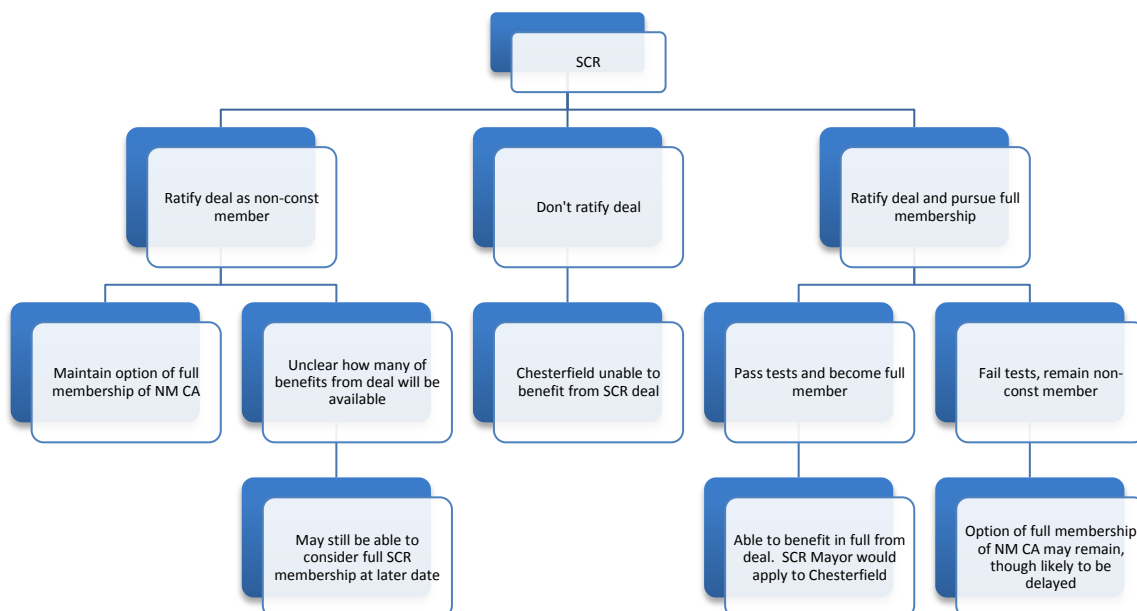 SCR
Ratify deal as non-const
member
Don't ratify deal
Ratify deal and pursue full
membership
Maintain option of full
membership of NM CA
Unclear how many of
benefits from deal will be
available
Chesterfield unable to
benefit from SCR deal
Pass tests and become full
member
Fail tests, remain non-
const member
May still be able to
consider full SCR
membership at later date
Able to benefit in full from
deal.  SCR Mayor would
apply to Chesterfield
Option of full membership
of NM CA may remain,
though likely to be
delayed